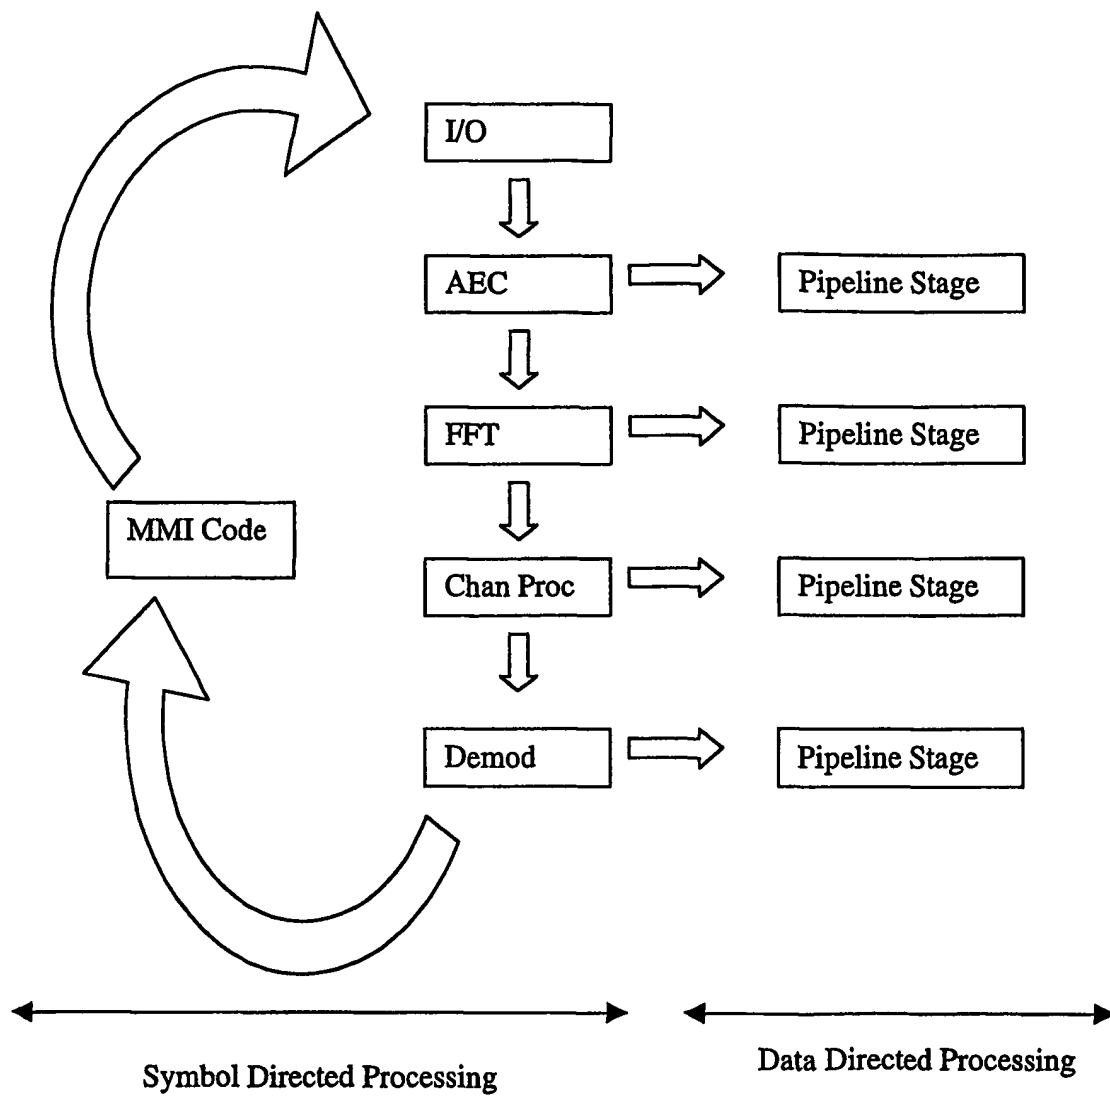 I/O
AEC
Pipeline Stage
FFT
Pipeline Stage
MMI Code
Chan Proc
Pipeline Stage
Demod
Pipeline Stage
Symbol Directed Processing
Data Directed Processing